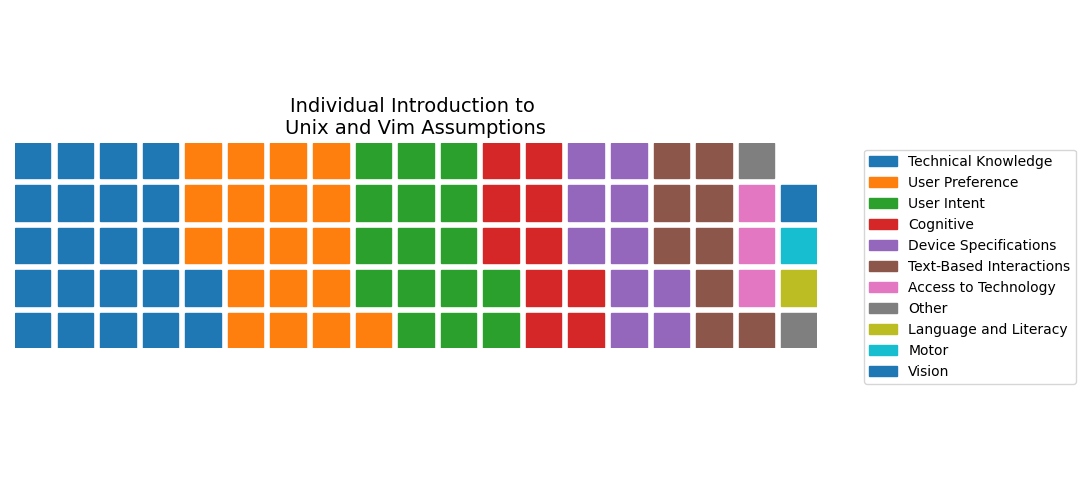 Individual Introduction to
Unix and Vim Assumptions
Technical Knowledge
User Preference
User Intent
Cognitive
Device Specifications
Text-Based Interactions
Access to Technology
Other
Language and Literacy
Motor
Vision